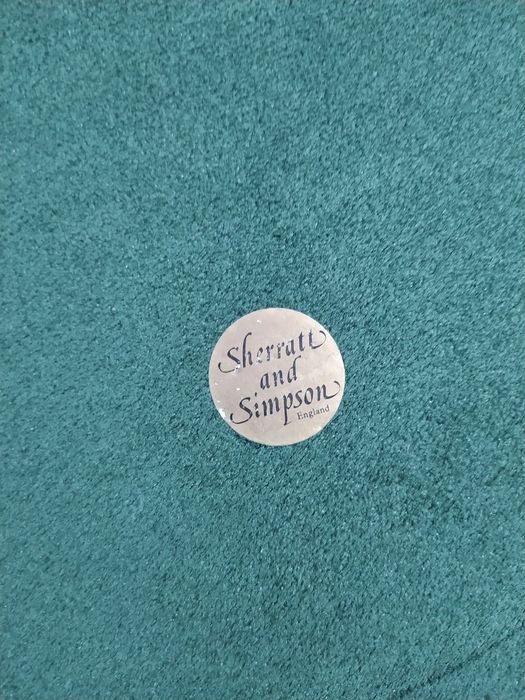 Sherratt
and
Simpson
England